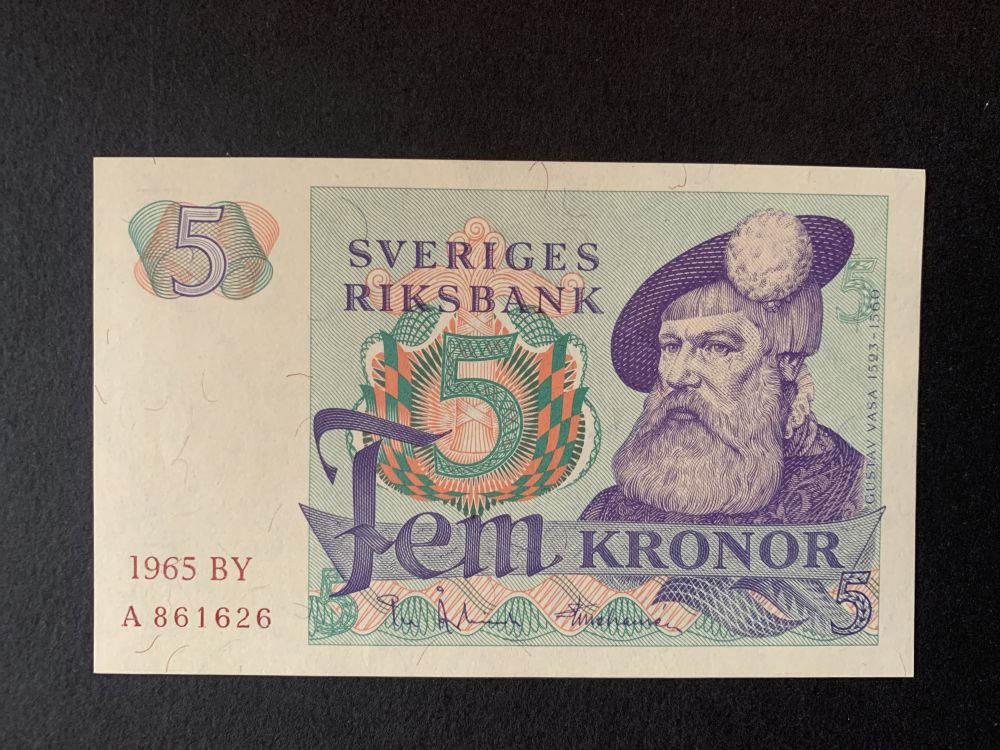 5
SVERIGES
RIKSBANK
5
5
GUSTAV VASA 1523-1560
Fem KRONOR
1965 BY
A 861626
5
5